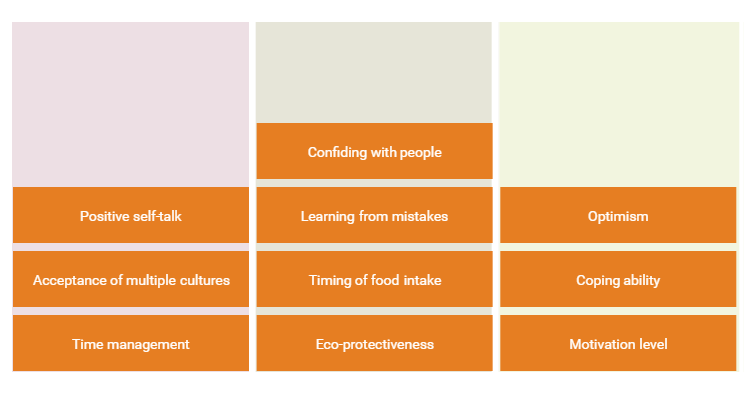 Confiding with people
Positive self-talk
Learning from mistakes
Optimism
Acceptance of multiple cultures
Timing of food intake
Coping ability
Time management
Eco-protectiveness
Motivation level